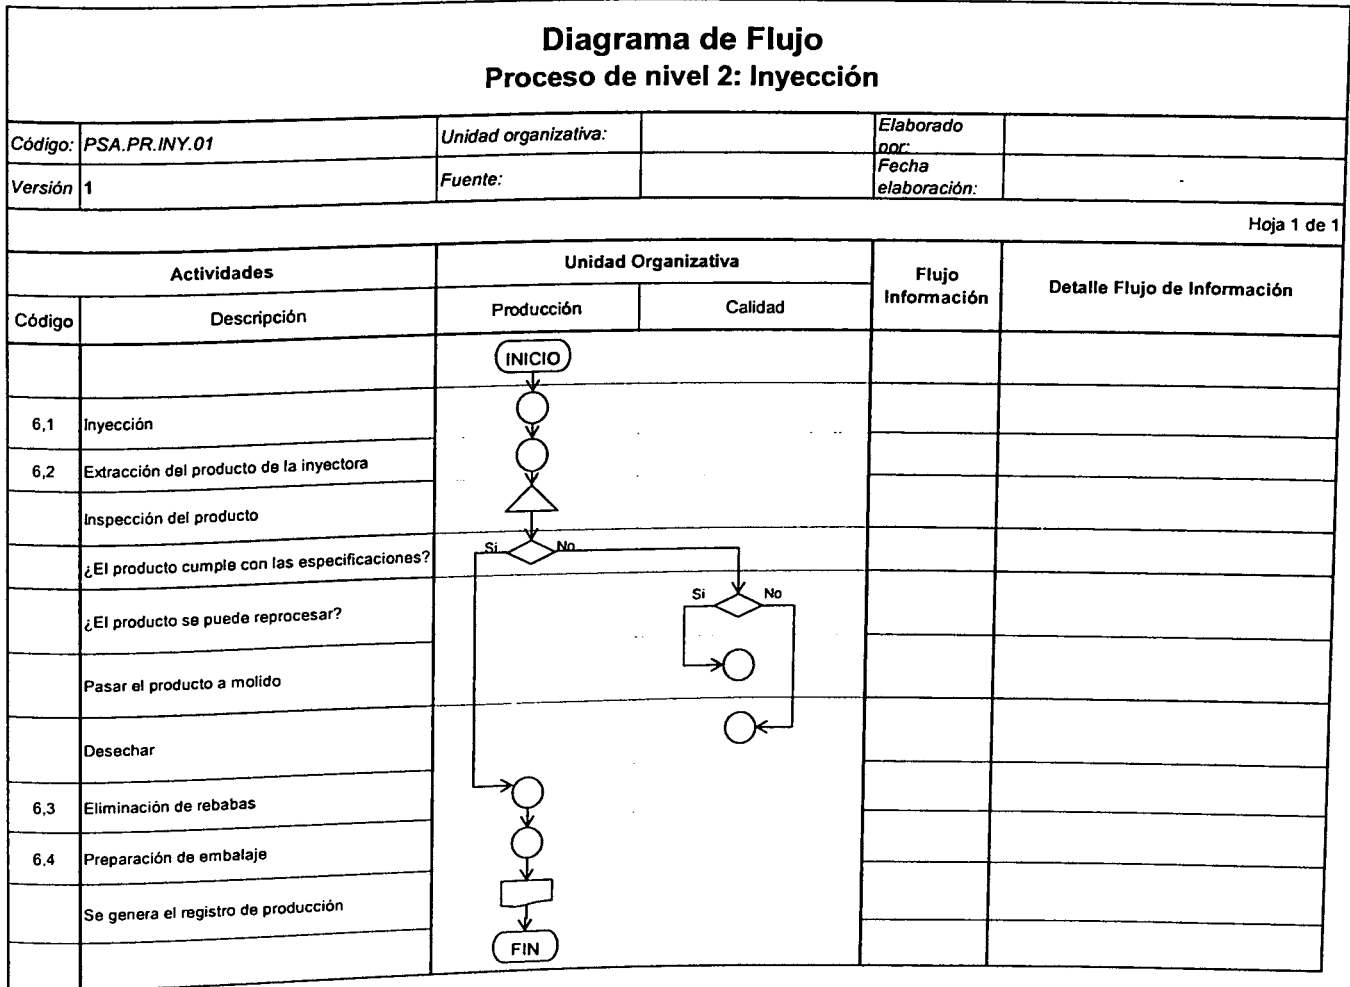 Diagrama de Flujo
Proceso de nivel 2: Inyección
Código: PSA.PR.INY.01 Unidad organizativa: Elaborado por:
Versión 1 Fuente: Fecha elaboración:
Hoja 1 de 1
Actividades Unidad Organizativa Flujo Información Detalle Flujo de Información
Código Descripción Producción Calidad
INICIO
6,1 Inyección
6,2 Extracción del producto de la inyectora
Inspección del producto
¿El producto cumple con las especificaciones? Si No
¿El producto se puede reprocesar? Si No
Pasar el producto a molido
Desechar
6,3 Eliminación de rebabas
6,4 Preparación de embalaje
Se genera el registro de producción
FIN